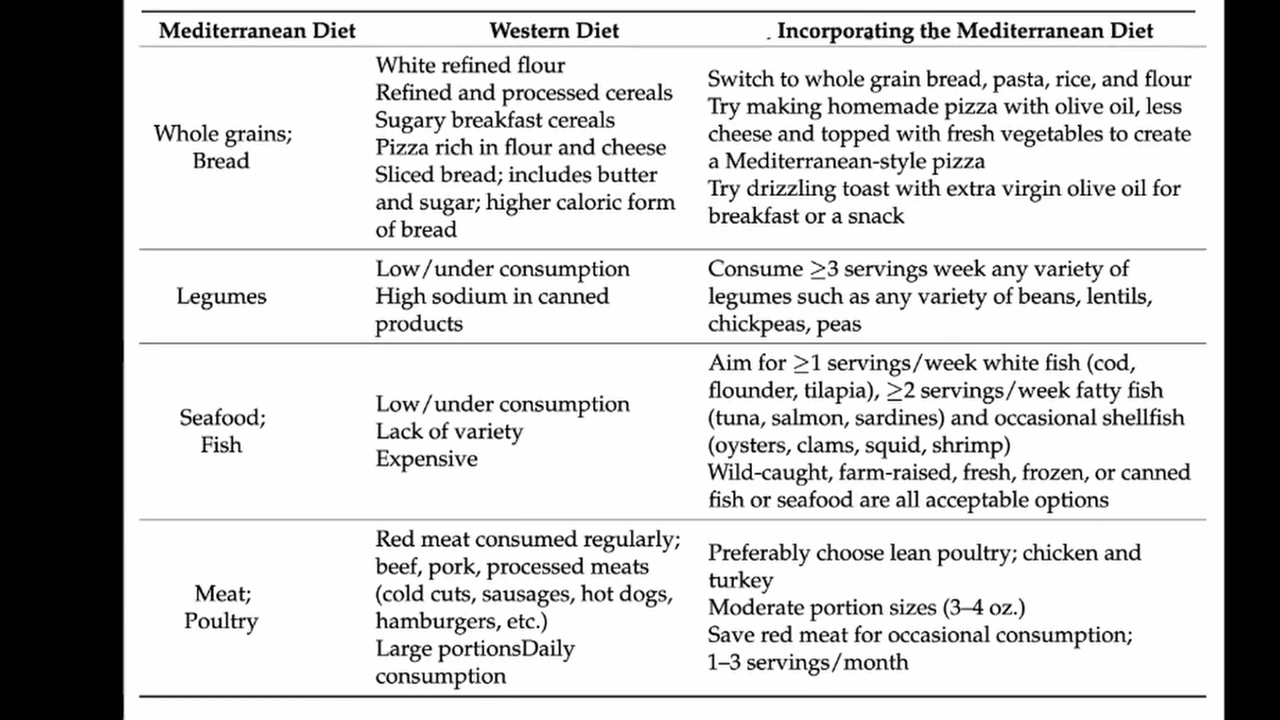 Mediterranean Diet
Western Diet
Incorporating the Mediterranean Diet
Whole grains;
Bread
White refined flour
Refined and processed cereals
Sugary breakfast cereals
Pizza rich in flour and cheese
Sliced bread; includes butter
and sugar; higher caloric form
of bread
Switch to whole grain bread, pasta, rice, and flour
Try making homemade pizza with olive oil, less
cheese and topped with fresh vegetables to create
a Mediterranean-style pizza
Try drizzling toast with extra virgin olive oil for
breakfast or a snack
Legumes
Low/under consumption
High sodium in canned
products
Consume ≥3 servings week any variety of
legumes such as any variety of beans, lentils,
chickpeas, peas
Seafood;
Fish
Low/under consumption
Lack of variety
Expensive
Aim for ≥1 servings/week white fish (cod,
flounder, tilapia), ≥2 servings/week fatty fish
(tuna, salmon, sardines) and occasional shellfish
(oysters, clams, squid, shrimp)
Wild-caught, farm-raised, fresh, frozen, or canned
fish or seafood are all acceptable options
Meat;
Poultry
Red meat consumed regularly;
beef, pork, processed meats
(cold cuts, sausages, hot dogs,
hamburgers, etc.)
Large portionsDaily
consumption
Preferably choose lean poultry; chicken and
turkey
Moderate portion sizes (3–4 oz.)
Save red meat for occasional consumption;
1–3 servings/month